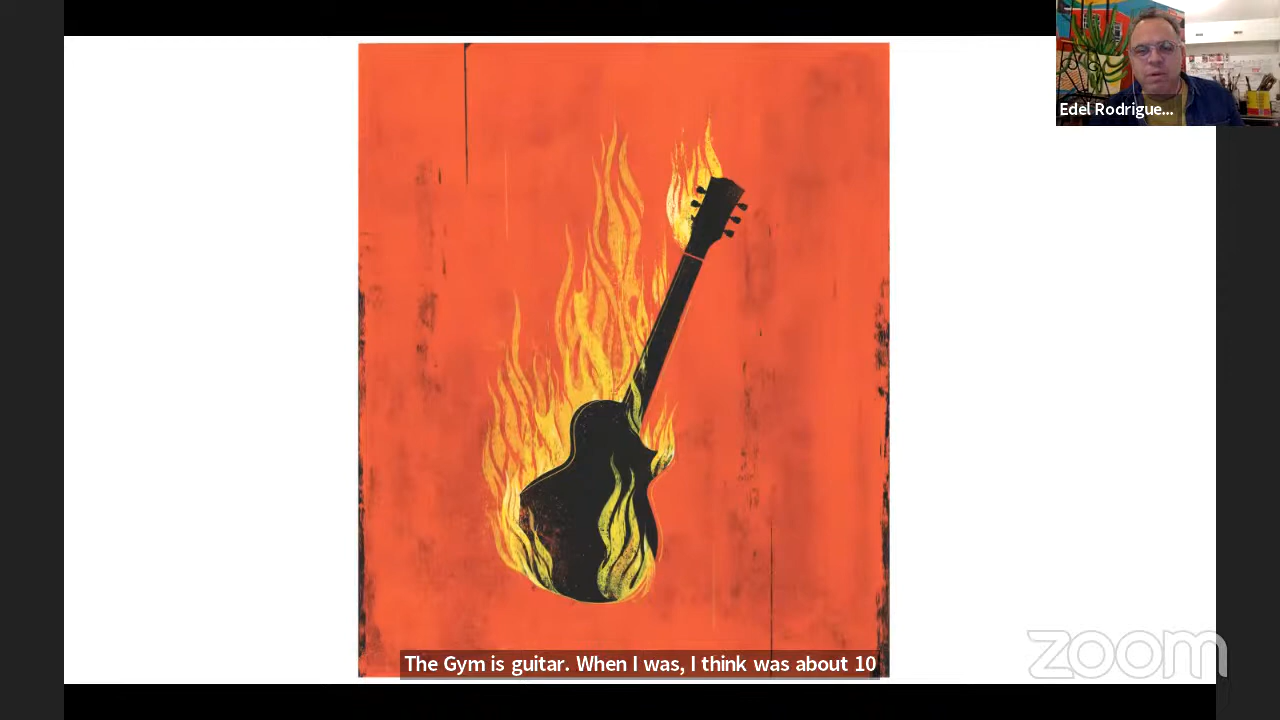 Edel Rodrigue...
The Gym is guitar. When I was, I think was about 10
zoom